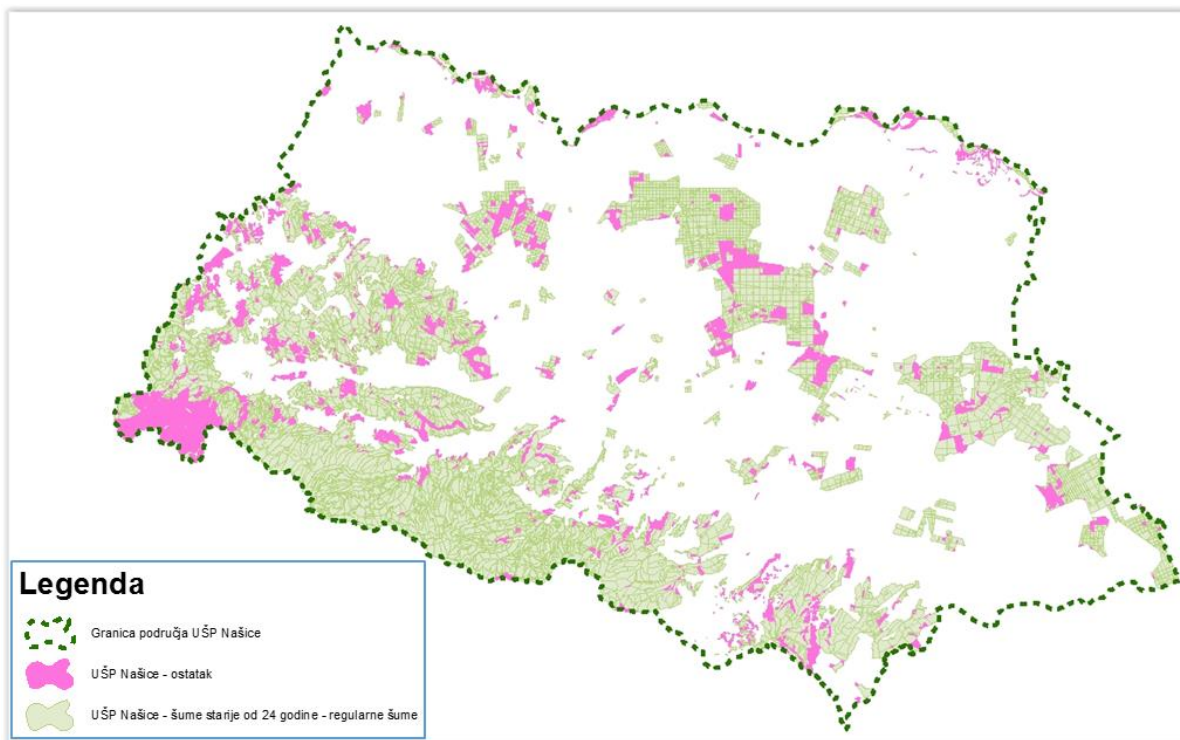 Legenda
Granica područja UŠP Našice
UŠP Našice - ostatak
UŠP Našice - šume starije od 24 godine - regularne šume